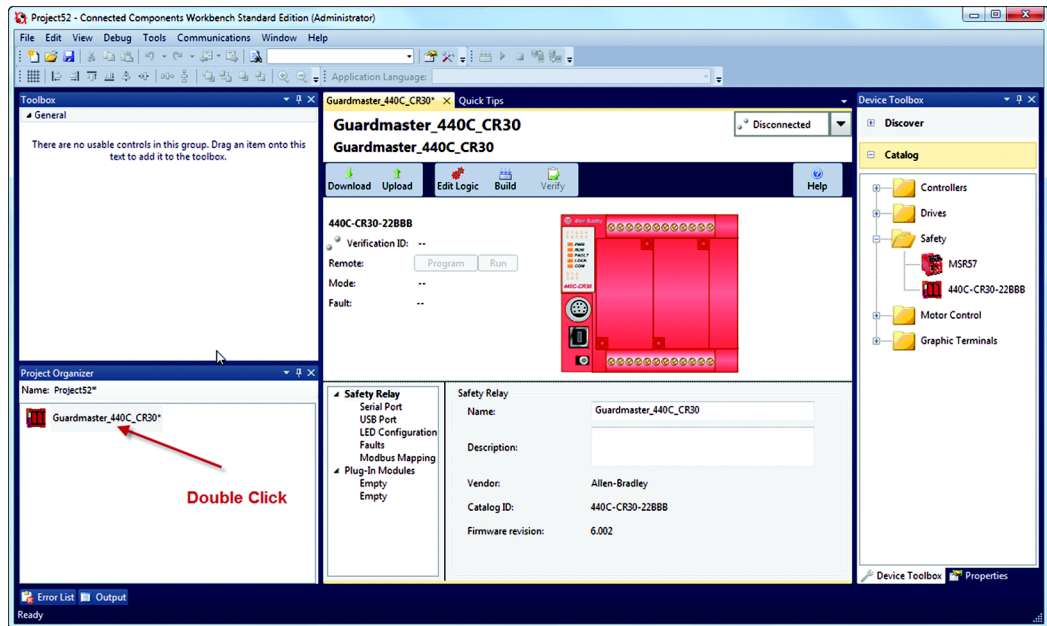 Project52 - Connected Components Workbench Standard Edition (Administrator)
File Edit View Debug Tools Communications Window Help
Application Language:
Toolbox
General
There are no usable controls in this group. Drag an item onto this
text to add it to the toolbox.
Project Organizer
Name: Project52*
Guardmaster_440C_CR30*
Double Click
Guardmaster_440C_CR30* Quick Tips
Guardmaster_440C_CR30
Guardmaster_440C_CR30
Disconnected
Download Upload Edit Logic Build Verify Help
440C-CR30-22BBB
Verification ID: --
Remote: Program Run
Mode: --
Fault: --
Allen-Bradley
PWR
RUN
FAULT
LOCK
COM
440C-CR30
Safety Relay
Serial Port
USB Port
LED Configuration
Faults
Modbus Mapping
Plug-In Modules
Empty
Empty
Safety Relay
Name: Guardmaster_440C_CR30
Description:
Vendor: Allen-Bradley
Catalog ID: 440C-CR30-22BBB
Firmware revision: 6.002
Device Toolbox
Discover
Catalog
Controllers
Drives
Safety
MSR57
440C-CR30-22BBB
Motor Control
Graphic Terminals
Device Toolbox Properties
Error List Output
Ready